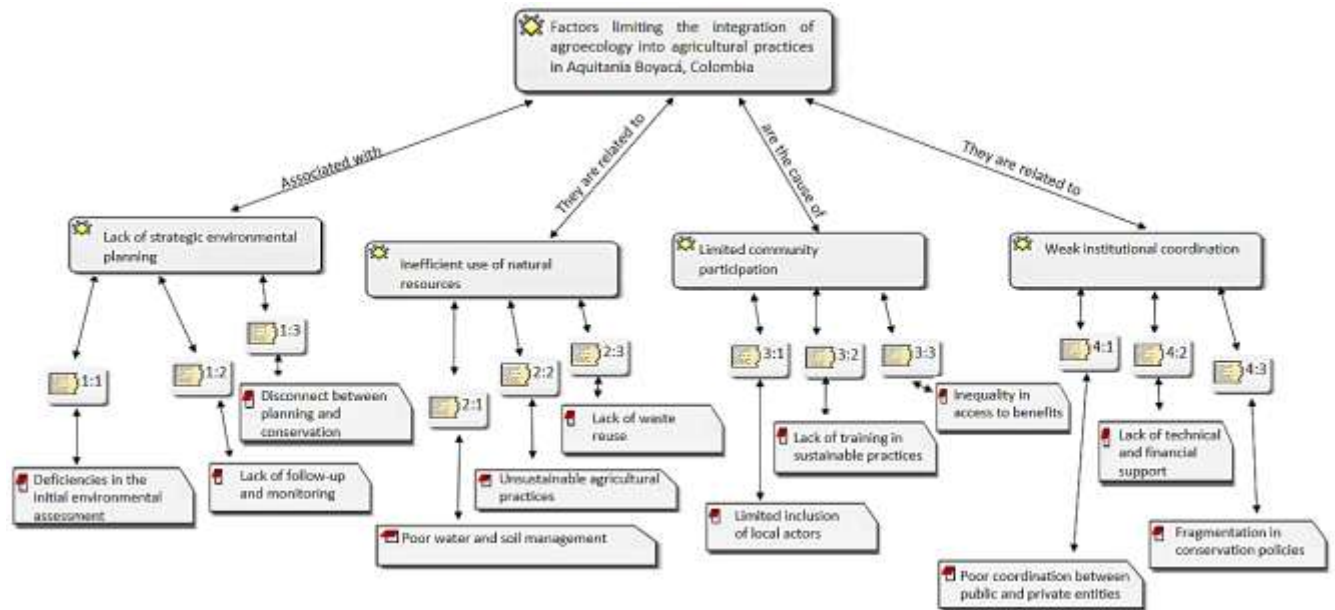 Factors limiting the integration of
agroecology into agricultural practices
in Aquitania Boyacá, Colombia
Associated with
They are related to
are the cause of
They are related to
Lack of strategic environmental
planning
Inefficient use of natural
resources
Limited community
participation
Weak institutional coordination
1:1
1:2
1:3
2:1
2:2
2:3
3:1
3:2
3:3
4:1
4:2
4:3
Deficiencies in the
initial environmental
assessment
Lack of follow-up
and monitoring
Disconnect between
planning and
conservation
Poor water and soil management
Unsustainable agricultural
practices
Lack of waste
reuse
Limited inclusion
of local actors
Lack of training in
sustainable practices
Inequality in
access to benefits
Poor coordination between
public and private entities
Lack of technical
and financial
support
Fragmentation in
conservation policies